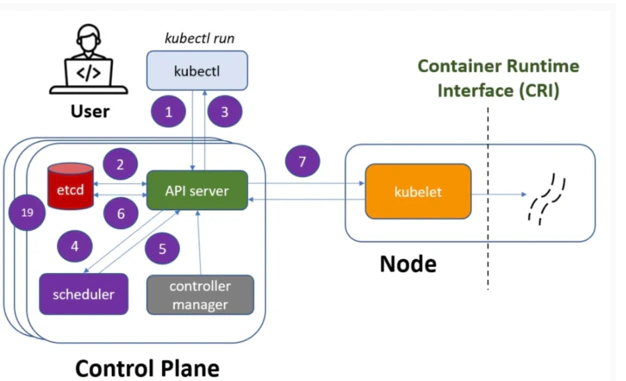 kubectl run
kubectl
User
1
3
Container Runtime
Interface (CRI)
2
7
etcd
API server
kubelet
19
6
4
5
Node
scheduler
controller
manager
Control Plane